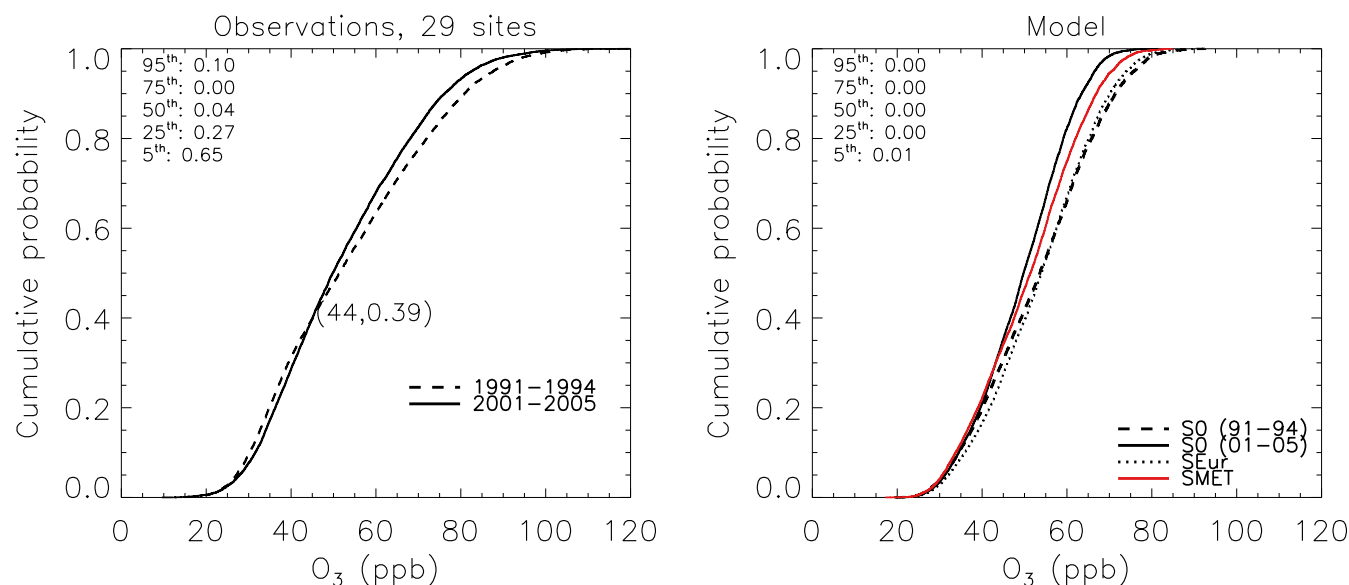 Observations, 29 sites
Cumulative probability
1.0
0.8
0.6
0.4
0.2
0.0
95th: 0.10
75th: 0.00
50th: 0.04
25th: 0.27
5th: 0.65
(44,0.39)
1991-1994
2001-2005
0 20 40 60 80 100 120
O3 (ppb)
Model
Cumulative probability
1.0
0.8
0.6
0.4
0.2
0.0
95th: 0.00
75th: 0.00
50th: 0.00
25th: 0.00
5th: 0.01
S0 (91-94)
S0 (01-05)
SEur
SMET
0 20 40 60 80 100 120
O3 (ppb)